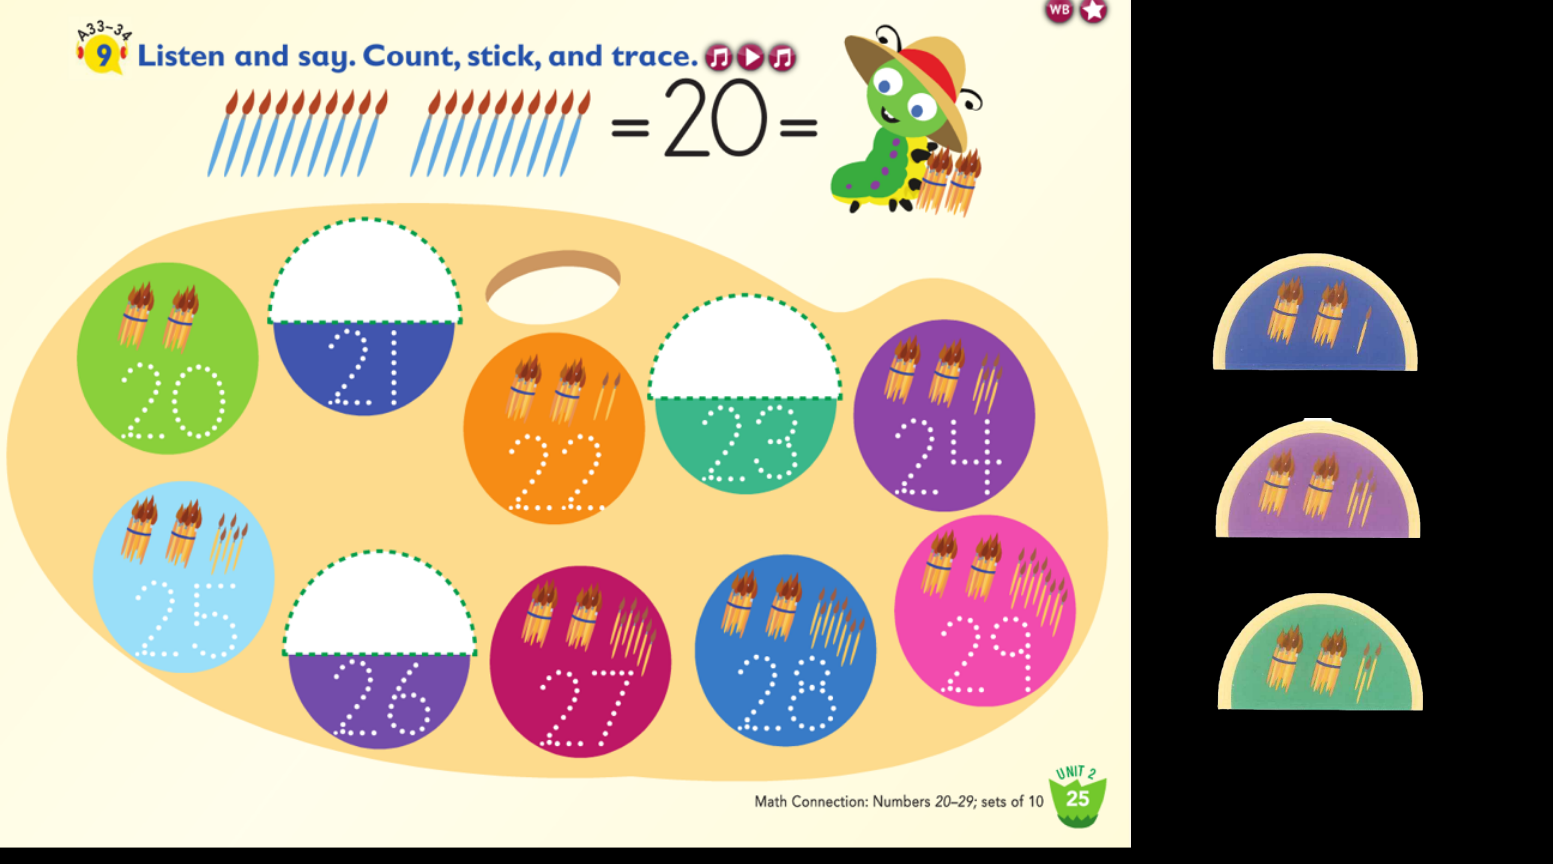 WB
A33-34
9 Listen and say. Count, stick, and trace.
= 20 =
20
21
22
23
24
25
26
27
28
29
Math Connection: Numbers 20–29; sets of 10
UNIT 2
25